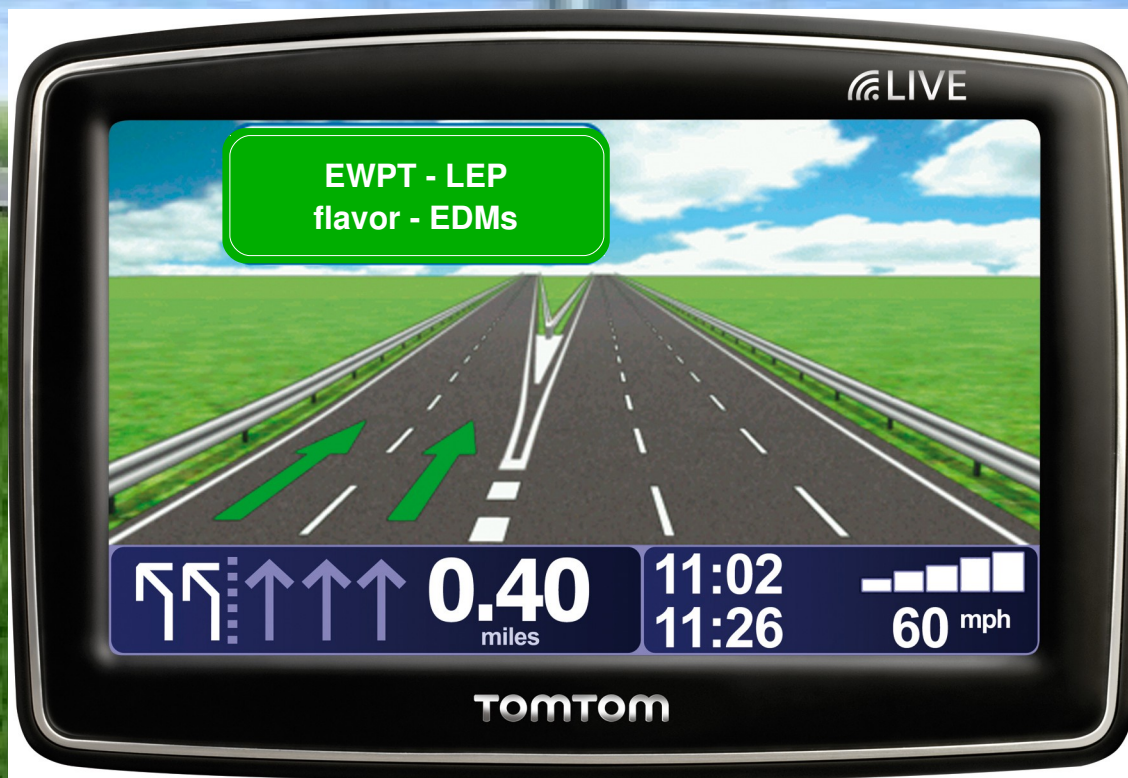 LIVE
EWPT - LEP
flavor - EDMs
0.40
miles
11:02
11:26
60 mph
TOMTOM